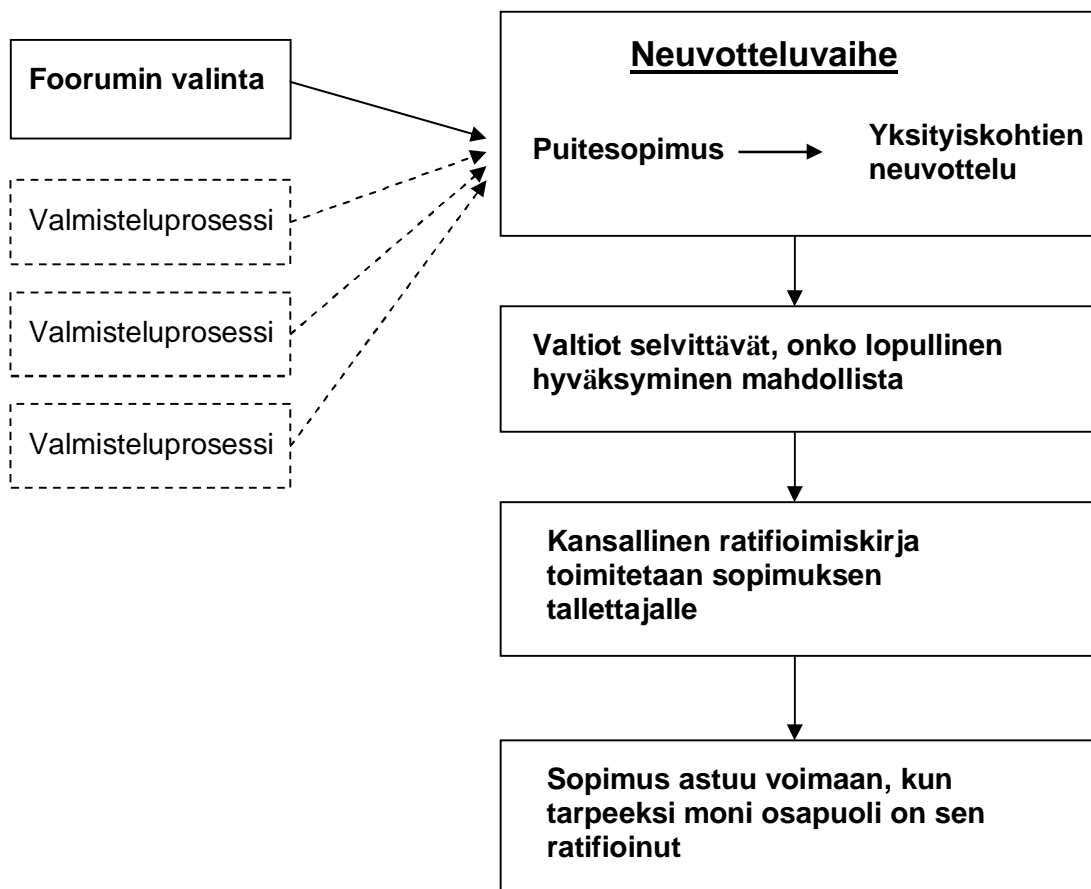 Foorumin valinta
Valmisteluprosessi
Valmisteluprosessi
Valmisteluprosessi
Neuvotteluvaihe
Puitesopimus
Yksityiskohtien
neuvottelu
Valtiot selvittävät, onko lopullinen
hyväksyminen mahdollista
Kansallinen ratifioimiskirja
toimitetaan sopimuksen
tallettajalle
Sopimus astuu voimaan, kun
tarpeeksi moni osapuoli on sen
ratifioinut